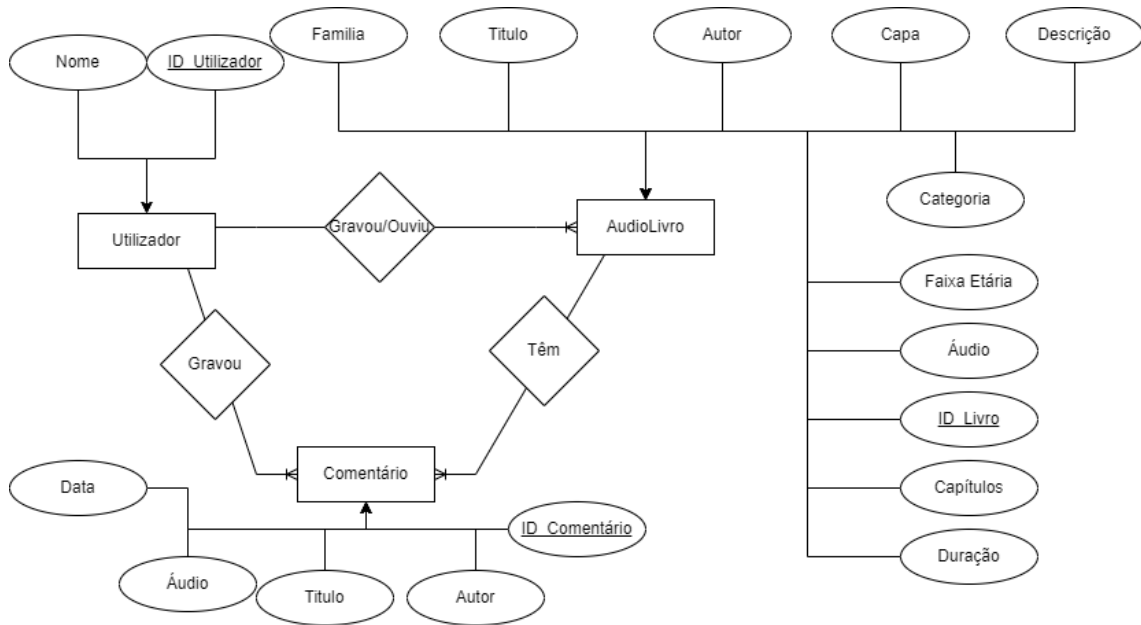 Familia
Titulo
Autor
Capa
Descrição
Nome
ID_Utilizador
Categoria
Utilizador
Gravou/Ouviu
AudioLivro
Faixa Etária
Áudio
Gravou
Têm
ID_Livro
Comentário
Data
Capítulos
ID_Comentário
Duração
Áudio
Titulo
Autor